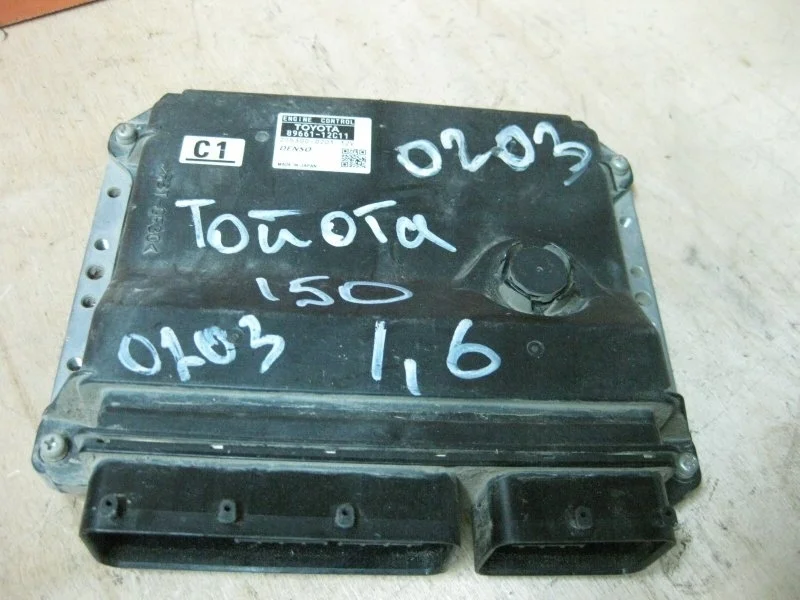 ENGINE CONTROL
TOYOTA
89661-12C11
DENSO
MADE IN JAPAN
C1
0203
Toйota
150
0203 1,6